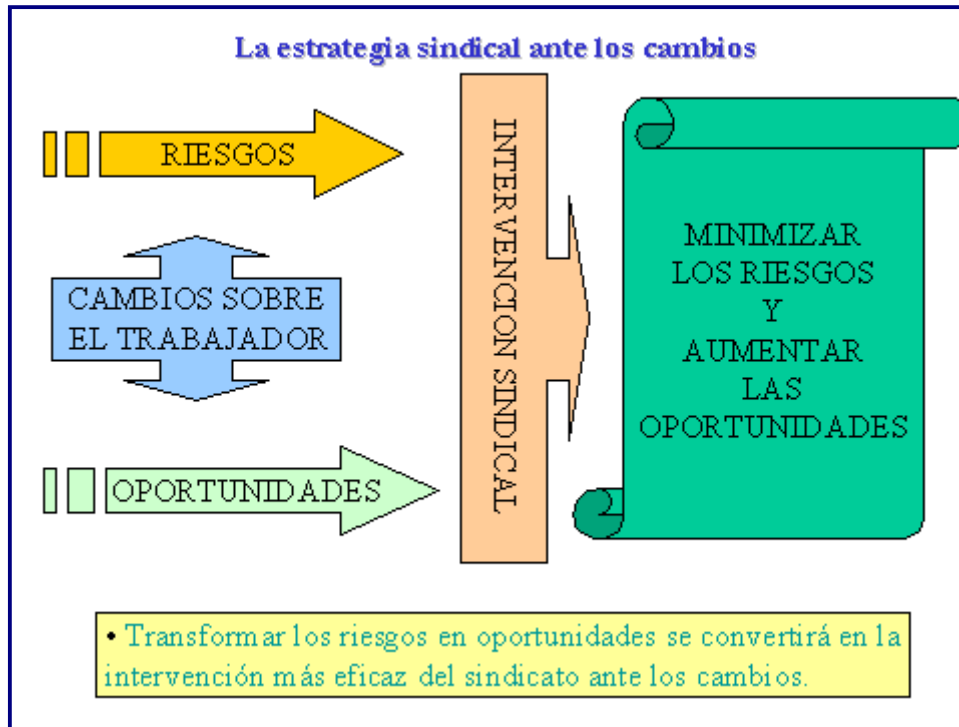 La estrategia sindical ante los cambios
RIESGOS
CAMBIOS SOBRE
EL TRABAJADOR
OPORTUNIDADES
INTERVENCION SINDICAL
MINIMIZAR
LOS RIESGOS
Y
AUMENTAR
LAS
OPORTUNIDADES
• Transformar los riesgos en oportunidades se convertirá en la
intervención más eficaz del sindicato ante los cambios.